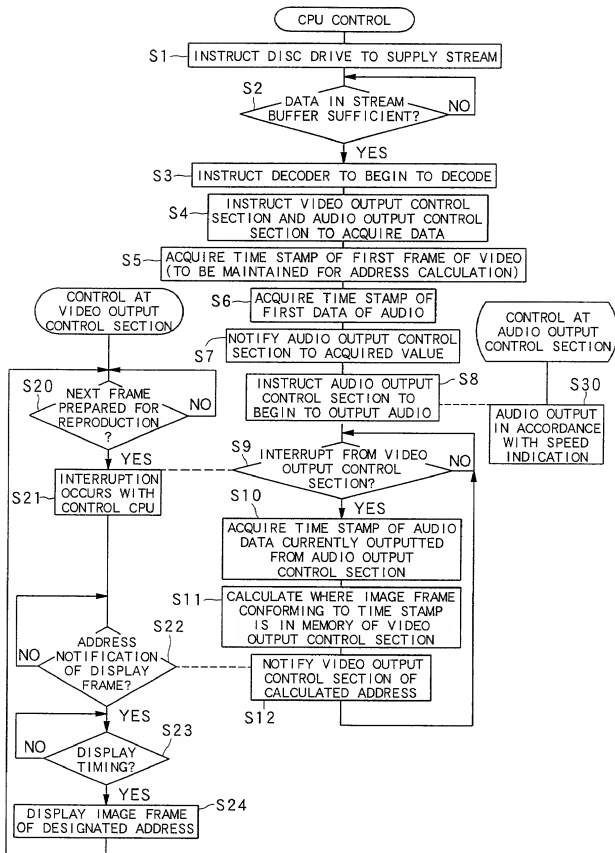 CPU CONTROL
S1
INSTRUCT DISC DRIVE TO SUPPLY STREAM
S2
DATA IN STREAM
BUFFER SUFFICIENT?
NO
YES
S3
INSTRUCT DECODER TO BEGIN TO DECODE
S4
INSTRUCT VIDEO OUTPUT CONTROL
SECTION AND AUDIO OUTPUT CONTROL
SECTION TO ACQUIRE DATA
S5
ACQUIRE TIME STAMP OF FIRST FRAME OF VIDEO
(TO BE MAINTAINED FOR ADDRESS CALCULATION)
S6
ACQUIRE TIME STAMP OF
FIRST DATA OF AUDIO
S7
NOTIFY AUDIO OUTPUT CONTROL
SECTION TO ACQUIRED VALUE
S8
INSTRUCT AUDIO OUTPUT
CONTROL SECTION TO
BEGIN TO OUTPUT AUDIO
S9
INTERRUPT FROM VIDEO
OUTPUT CONTROL
SECTION?
NO
YES
S10
ACQUIRE TIME STAMP OF AUDIO
DATA CURRENTLY OUTPUTTED
FROM AUDIO OUTPUT
CONTROL SECTION
S11
CALCULATE WHERE IMAGE FRAME
CONFORMING TO TIME STAMP
IS IN MEMORY OF VIDEO
OUTPUT CONTROL SECTION
NOTIFY VIDEO OUTPUT
CONTROL SECTION OF
CALCULATED ADDRESS
S12
CONTROL AT
VIDEO OUTPUT
CONTROL SECTION
S20
NEXT FRAME
PREPARED FOR
REPRODUCTION
?
NO
YES
S21
INTERRUPTION
OCCURS WITH
CONTROL CPU
S22
ADDRESS
NOTIFICATION
OF DISPLAY
FRAME?
NO
YES
S23
NO
DISPLAY
TIMING?
YES
S24
DISPLAY IMAGE FRAME
OF DESIGNATED ADDRESS
CONTROL AT
AUDIO OUTPUT
CONTROL SECTION
S30
AUDIO OUTPUT
IN ACCORDANCE
WITH SPEED
INDICATION